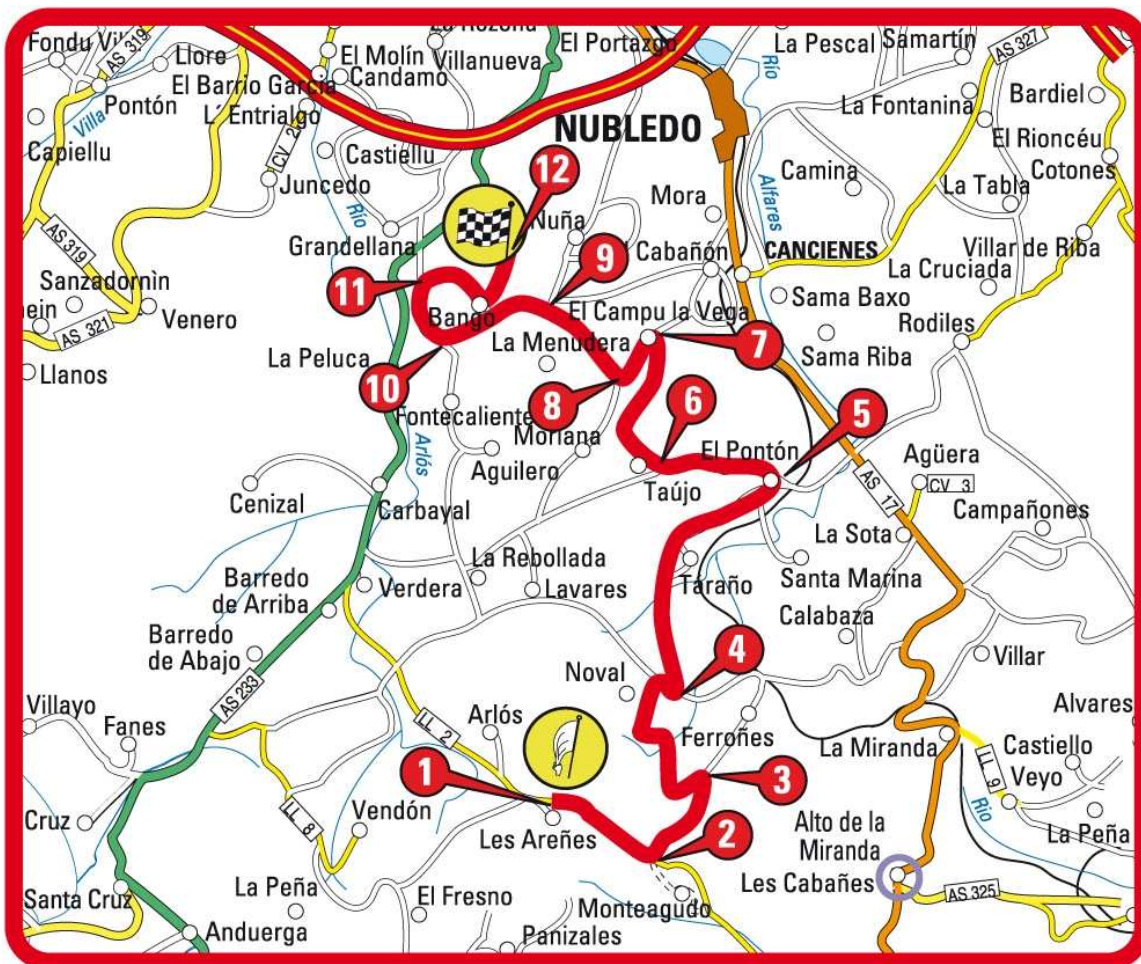 La Rozona
El Portazgo
Río
La Pescal
Samartín
AS 327
Fondu Vil
AS 319
Llore
El Molín
Villanueva
Candamo
El Barrio García
L´Entrialgo
Pontón
Villa
Capiellu
CV 2
Castiellu
Juncedo
Río
NUBLEDO
La Fontanina
Bardiel
El Rioncéu
Cotones
Camina
La Tabla
Alfares
Mora
12
Nuña
Grandellana
Cabañón
CANCIENES
Villar de Riba
La Cruciada
AS 319
Sanzadornìn
ein
AS 321
Venero
Llanos
11
9
Bango
El Campu la Vega
Sama Baxo
Rodiles
Sama Riba
La Peluca
La Menudera
10
8
7
6
5
Fontecaliente
Moriana
Aguilero
Arlós
El Pontón
Taújo
Agüera
CV 3
AS 17
Cenizal
Carbayal
La Sota
Campañones
La Rebollada
Lavares
Taraño
Santa Marina
Verdera
Barredo
de Arriba
Calabaza
Barredo
de Abajo
Noval
4
Villar
AS 233
Villayo
Fanes
LL 2
Arlós
Ferroñes
La Miranda
Alvares
Castiello
LL 9
Veyo
1
3
Cruz
LL 8
Vendón
Les Areñes
2
Río
La Peña
Alto de la
Miranda
Les Cabañes
AS 325
Santa Cruz
La Peña
El Fresno
Monteagudo
Anduerga
Panizales